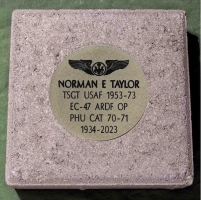 NORMAN E TAYLOR
TSGT USAF 1953-73
EC-47 ARDF OP
PHU CAT 70-71
1934-2023